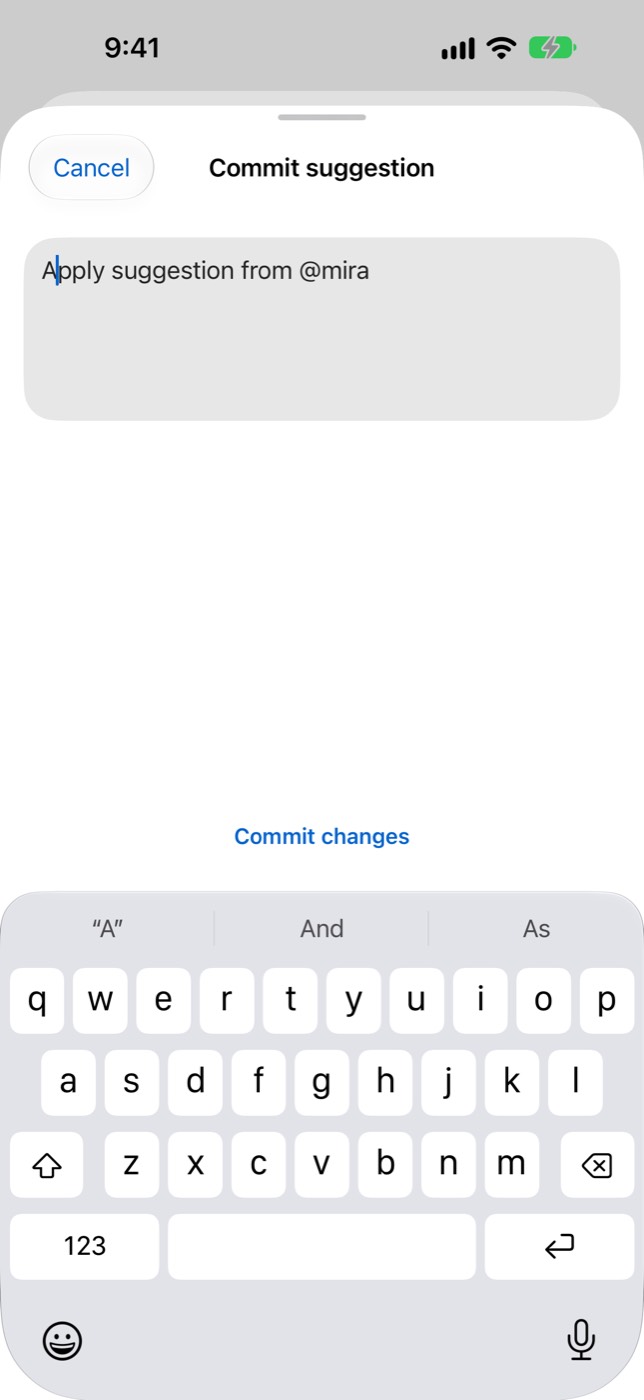 9:41
Cancel
Commit suggestion
Apply suggestion from @mira
Commit changes
“A” And As
q w e r t y u i o p
a s d f g h j k l
z x c v b n m
123